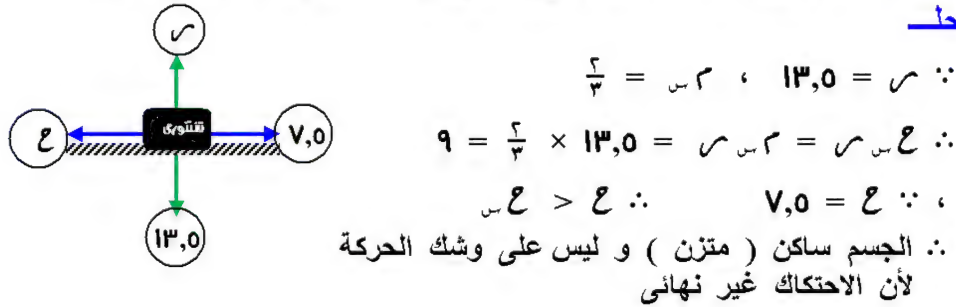 حل
∵ ر = ١٣,٥ ، م س = ٢/٣
∴ ح س ر = م س ر = ١٣,٥ × ٢/٣ = ٩
، ∵ ح = ٧,٥ ∴ ح < ح س
∴ الجسم ساكن ( متزن ) و ليس على وشك الحركة
لأن الاحتكاك غير نهائى
ر
ح
شنتورى
٧,٥
١٣,٥